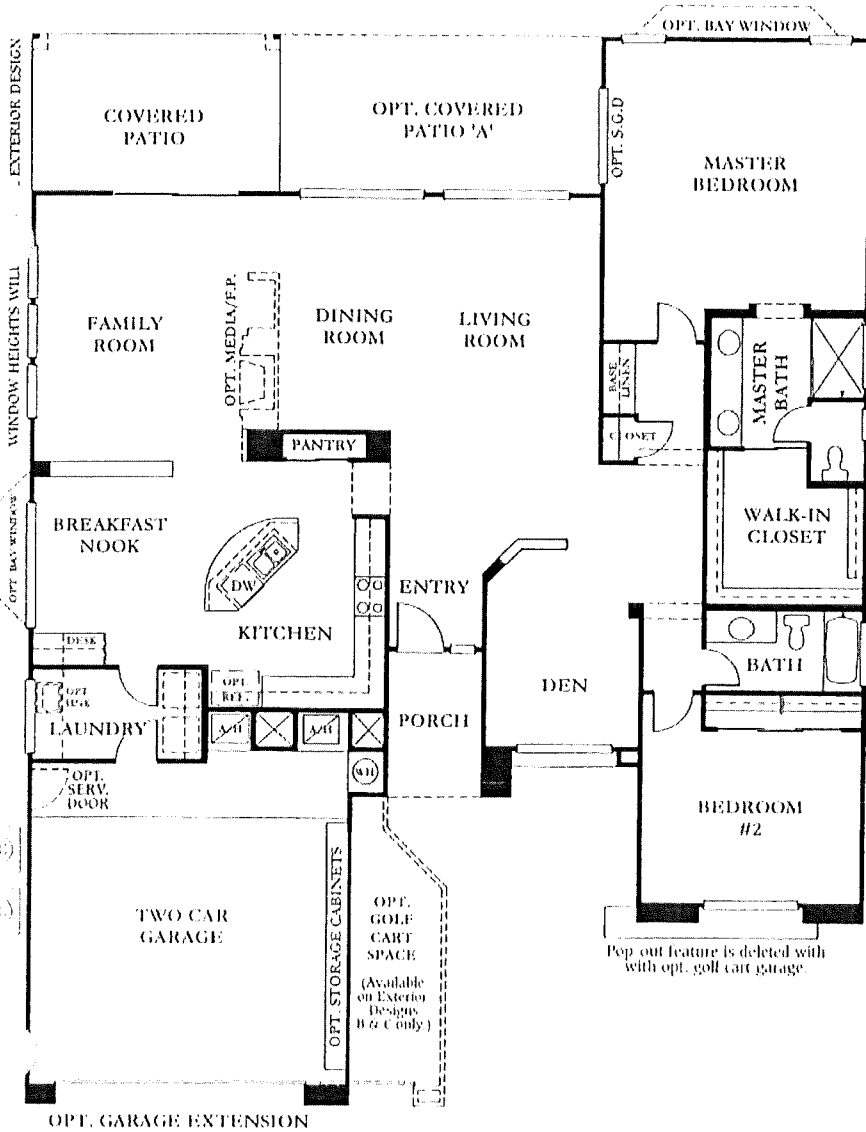 OPT. BAY WINDOW
EXTERIOR DESIGN
COVERED
PATIO
OPT. COVERED
PATIO 'A'
OPT. S.G.D
MASTER
BEDROOM
WINDOW HEIGHTS WILL
FAMILY
ROOM
OPT. MEDIA/F.P.
DINING
ROOM
LIVING
ROOM
BASE
LINEN
MASTER
BATH
CLOSET
PANTRY
OPT BAY WINDOW
BREAKFAST
NOOK
DW
WALK-IN
CLOSET
ENTRY
KITCHEN
DESK
BATH
OPT.
REF.
OPT
SINK
LAUNDRY
A/H
A/H
PORCH
DEN
WH
OPT.
SERV.
DOOR
BEDROOM
#2
TWO CAR
GARAGE
OPT. STORAGE CABINETS
OPT.
GOLF
CART
SPACE
(Available
on Exterior
Designs
B & C only.)
Pop out feature is deleted with
with opt. golf cart garage.
OPT. GARAGE EXTENSION